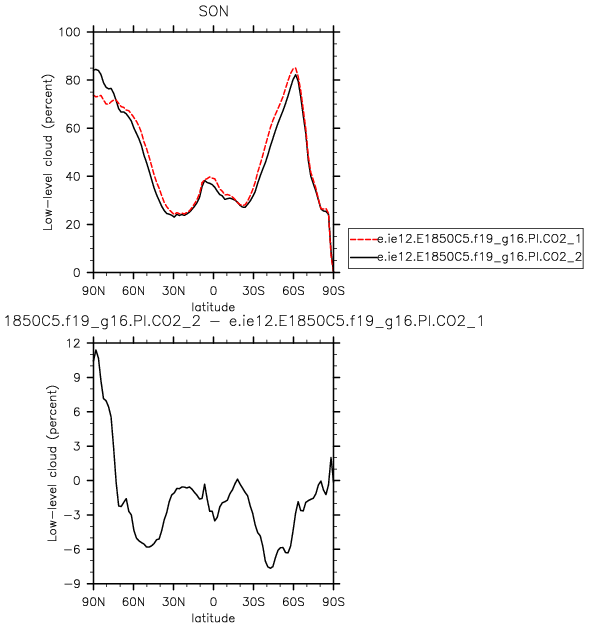 SON
100
80
60
40
20
0
Low-level cloud (percent)
90N 60N 30N 0 30S 60S 90S
latitude
e.ie12.E1850C5.f19_g16.PI.CO2_1
e.ie12.E1850C5.f19_g16.PI.CO2_2
1850C5.f19_g16.PI.CO2_2 - e.ie12.E1850C5.f19_g16.PI.CO2_1
12
9
6
3
0
-3
-6
-9
Low-level cloud (percent)
90N 60N 30N 0 30S 60S 90S
latitude